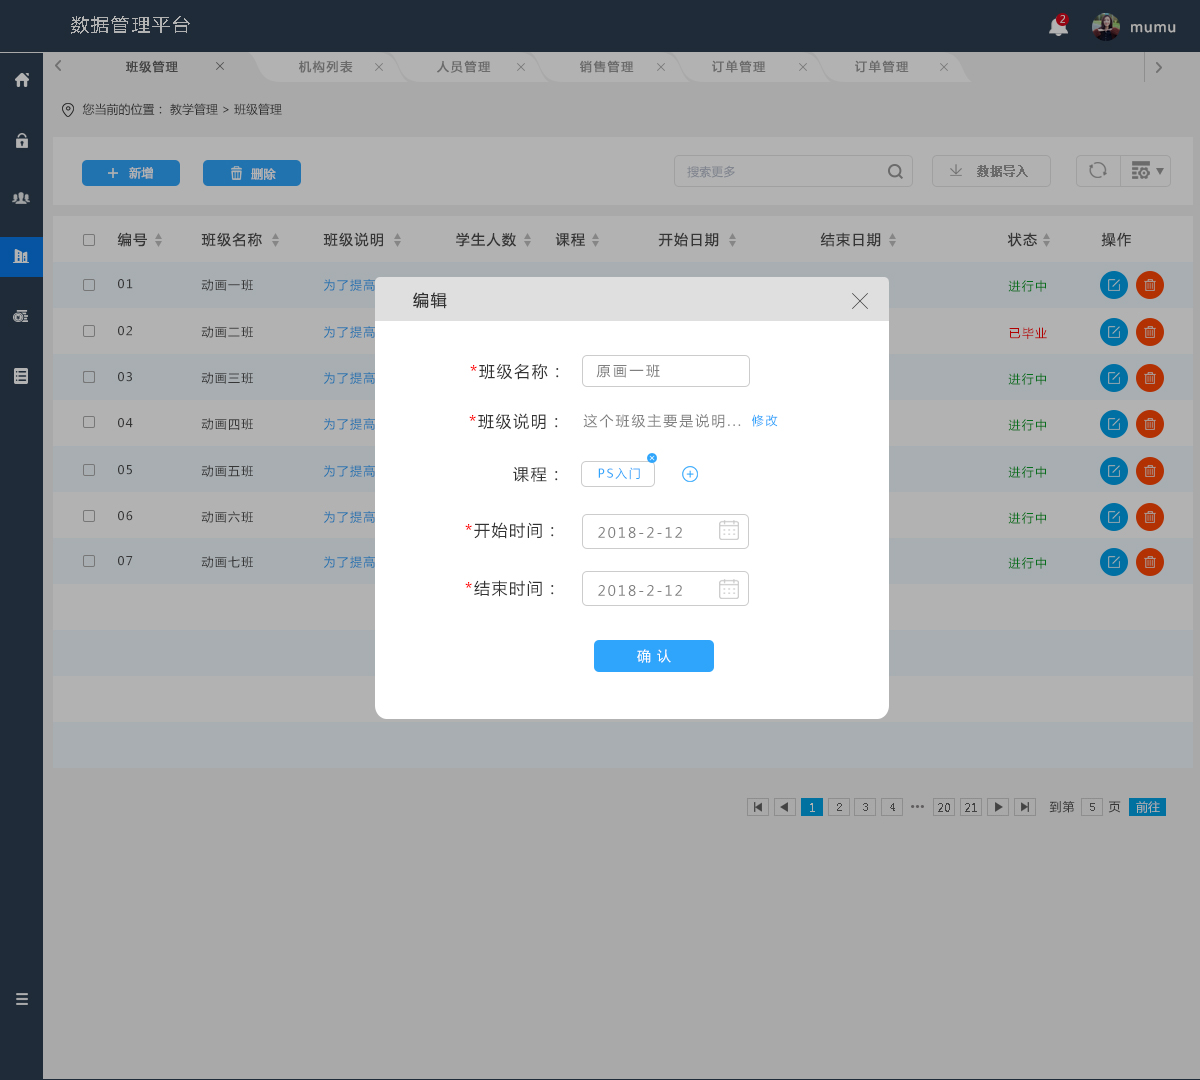 数据管理平台
2
mumu
班级管理
机构列表
人员管理
销售管理
订单管理
订单管理
您当前的位置： 教学管理 > 班级管理
新增
删除
搜索更多
数据导入
编号 班级名称 班级说明 学生人数 课程 开始日期 结束日期 状态 操作
01 动画一班 为了提高 进行中
02 动画二班 为了提高 已毕业
03 动画三班 为了提高 进行中
04 动画四班 为了提高 进行中
05 动画五班 为了提高 进行中
06 动画六班 为了提高 进行中
07 动画七班 为了提高 进行中
编辑
*班级名称： 原画一班
*班级说明： 这个班级主要是说明... 修改
课程： PS入门
*开始时间： 2018-2-12
*结束时间： 2018-2-12
确 认
1 2 3 4 ••• 20 21 到第 5 页 前往